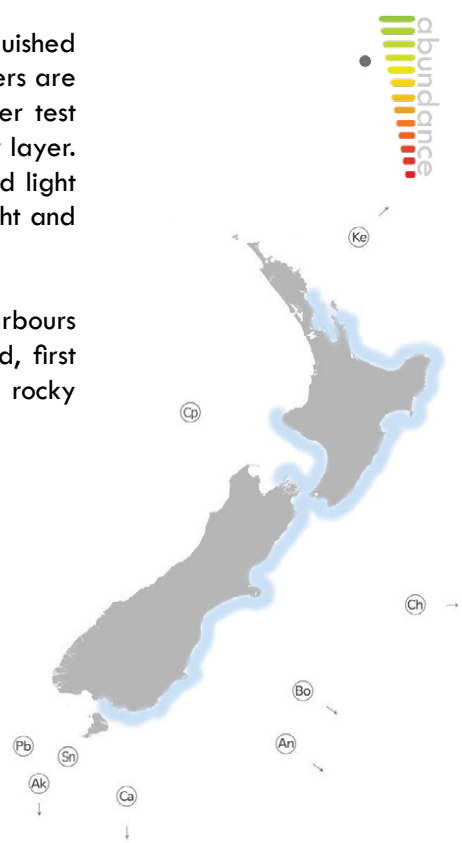 uished
ers are
er test
layer.
d light
ht and
rbours
d, first
rocky
abundance
Ke
Cp
Ch
Bo
An
Pb
Sn
Ak
Ca